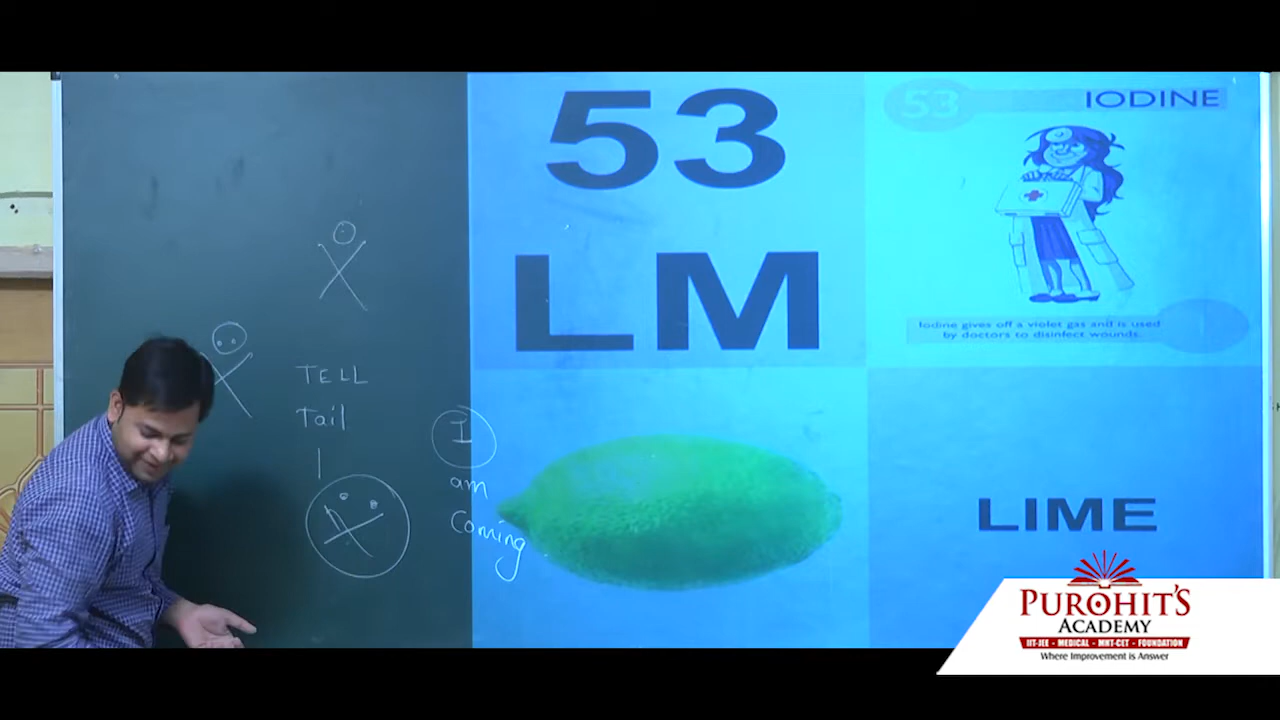 TELL
Tail
I
am
Coming
53
LM
53 IODINE
Iodine gives off a violet gas and is used
by doctors to disinfect wounds.
LIME
PUROHIT'S
ACADEMY
IIT-JEE - MEDICAL - MHT-CET - FOUNDATION
Where Improvement is Answer